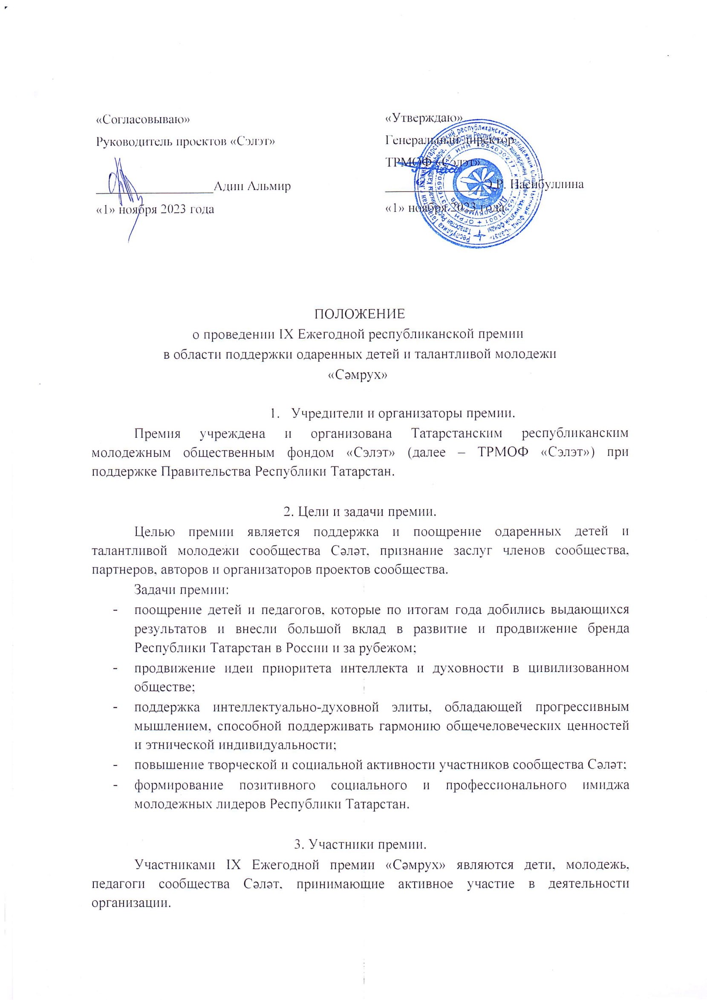 «Согласовываю»
Руководитель проектов «Сэлэт»
Адип Альмир
«1» ноября 2023 года
«Утверждаю»
Генеральный директор
ТРМОФ «Сэлэт»
Э.Р. Насибуллина
«1» ноября 2023 года
ПОЛОЖЕНИЕ
о проведении IX Ежегодной республиканской премии
в области поддержки одаренных детей и талантливой молодежи
«Сәмрух»
1. Учредители и организаторы премии.
Премия учреждена и организована Татарстанским республиканским
молодежным общественным фондом «Сэлэт» (далее – ТРМОФ «Сэлэт») при
поддержке Правительства Республики Татарстан.
2. Цели и задачи премии.
Целью премии является поддержка и поощрение одаренных детей и
талантливой молодежи сообщества Сәләт, признание заслуг членов сообщества,
партнеров, авторов и организаторов проектов сообщества.
Задачи премии:
- поощрение детей и педагогов, которые по итогам года добились выдающихся
результатов и внесли большой вклад в развитие и продвижение бренда
Республики Татарстан в России и за рубежом;
- продвижение идеи приоритета интеллекта и духовности в цивилизованном
обществе;
- поддержка интеллектуально-духовной элиты, обладающей прогрессивным
мышлением, способной поддерживать гармонию общечеловеческих ценностей
и этнической индивидуальности;
- повышение творческой и социальной активности участников сообщества Сәләт;
- формирование позитивного социального и профессионального имиджа
молодежных лидеров Республики Татарстан.
3. Участники премии.
Участниками IX Ежегодной премии «Сәмрух» являются дети, молодежь,
педагоги сообщества Сәләт, принимающие активное участие в деятельности
организации.